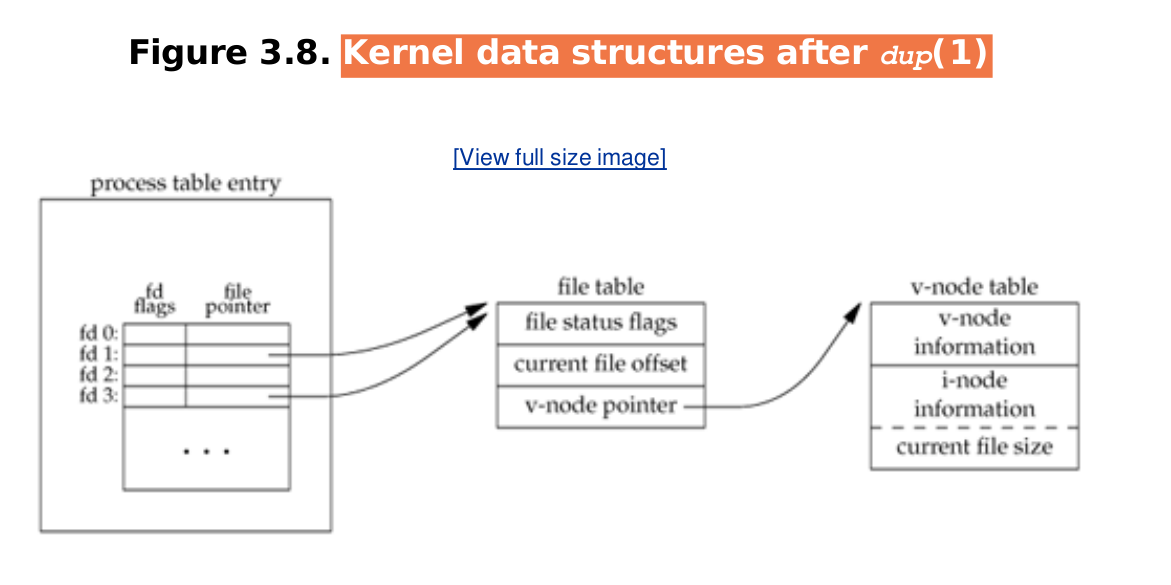 Figure 3.8. Kernel data structures after dup(1)
[View full size image]
process table entry
fd
flags
file
pointer
fd 0:
fd 1:
fd 2:
fd 3:
. . .
file table
file status flags
current file offset
v-node pointer
v-node table
v-node
information
i-node
information
current file size